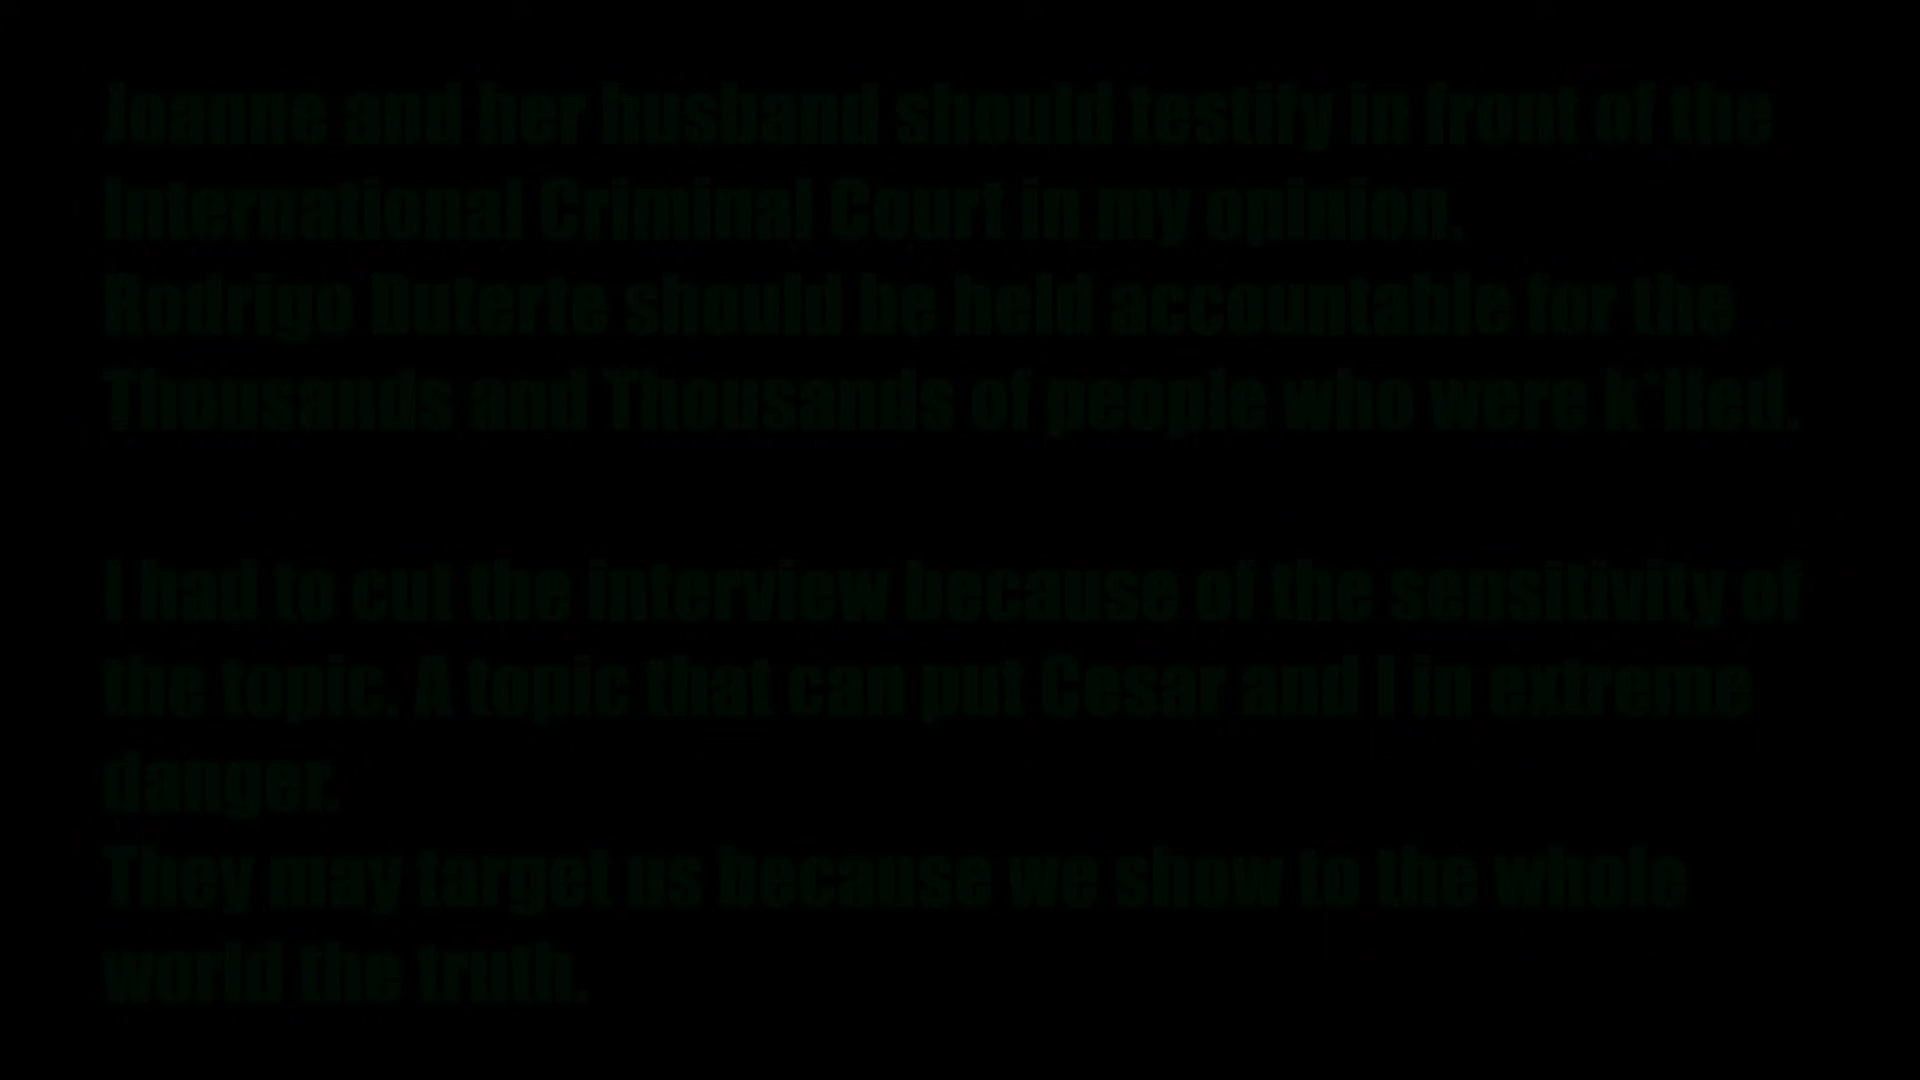 Joanne and her husband should testify in front of the
International Criminal Court in my opinion.
Rodrigo Duterte should be held accountable for the
Thousands and Thousands of people who were k*lled.
I had to cut the interview because of the sensitivity of
the topic. A topic that can put Cesar and I in extreme
danger.
They may target us because we show to the whole
world the truth.